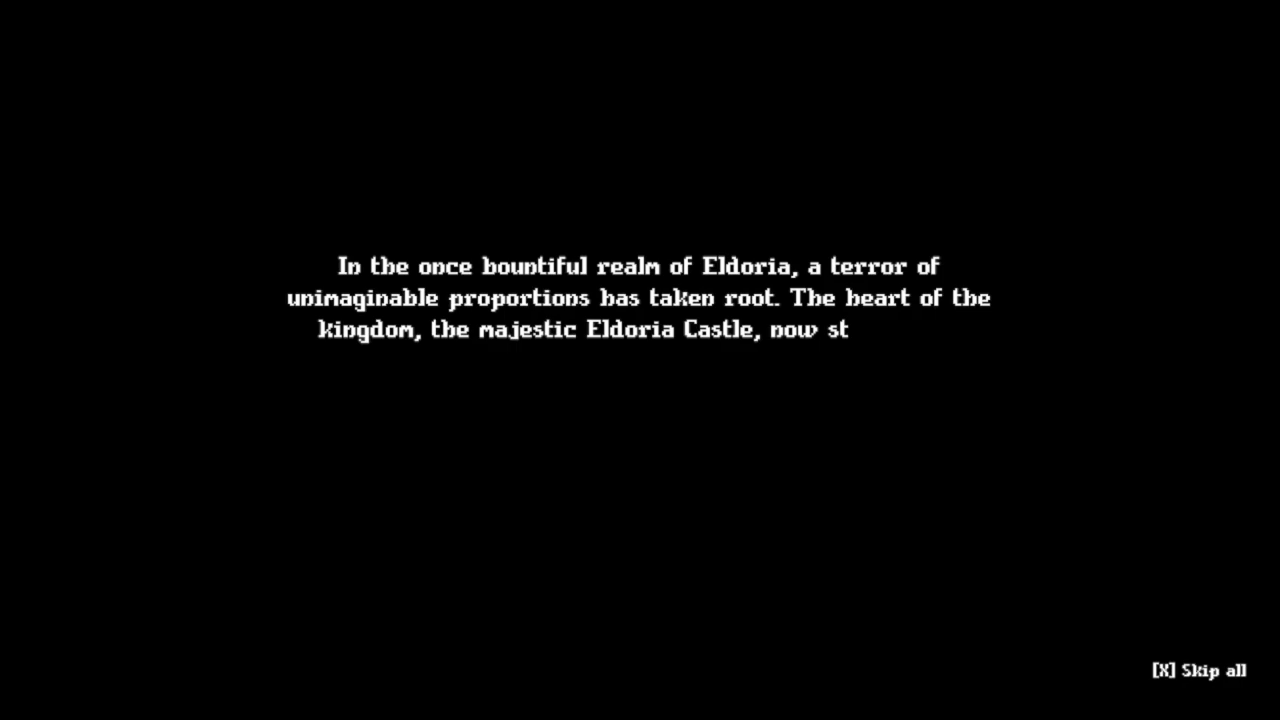 In the once bountiful realm of Eldoria, a terror of
unimaginable proportions has taken root. The heart of the
kingdom, the majestic Eldoria Castle, now st
[X] Skip all